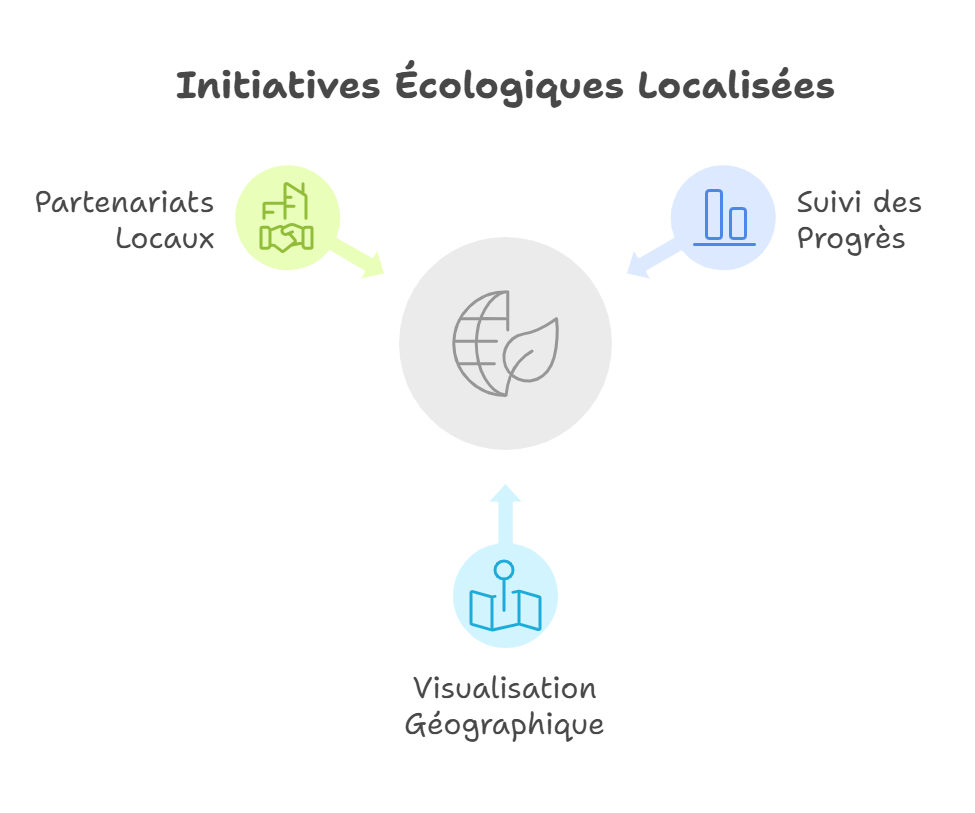 Initiatives Écologiques Localisées
Partenariats
Locaux
Suivi des
Progrès
Visualisation
Géographique